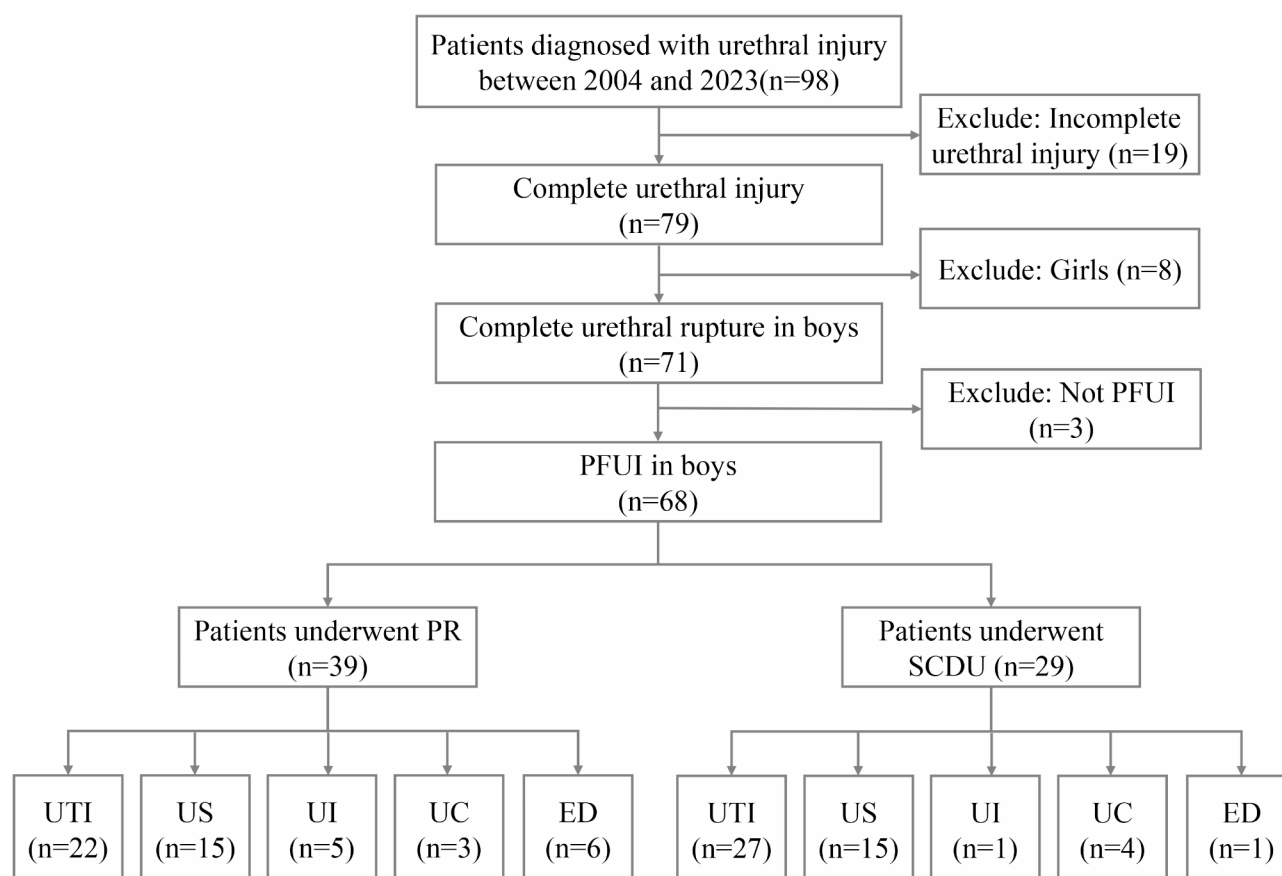 Patients diagnosed with urethral injury
between 2004 and 2023(n=98)
Exclude: Incomplete
urethral injury (n=19)
Complete urethral injury
(n=79)
Exclude: Girls (n=8)
Complete urethral rupture in boys
(n=71)
Exclude: Not PFUI
(n=3)
PFUI in boys
(n=68)
Patients underwent PR
(n=39)
Patients underwent
SCDU (n=29)
UTI
(n=22)
US
(n=15)
UI
(n=5)
UC
(n=3)
ED
(n=6)
UTI
(n=27)
US
(n=15)
UI
(n=1)
UC
(n=4)
ED
(n=1)